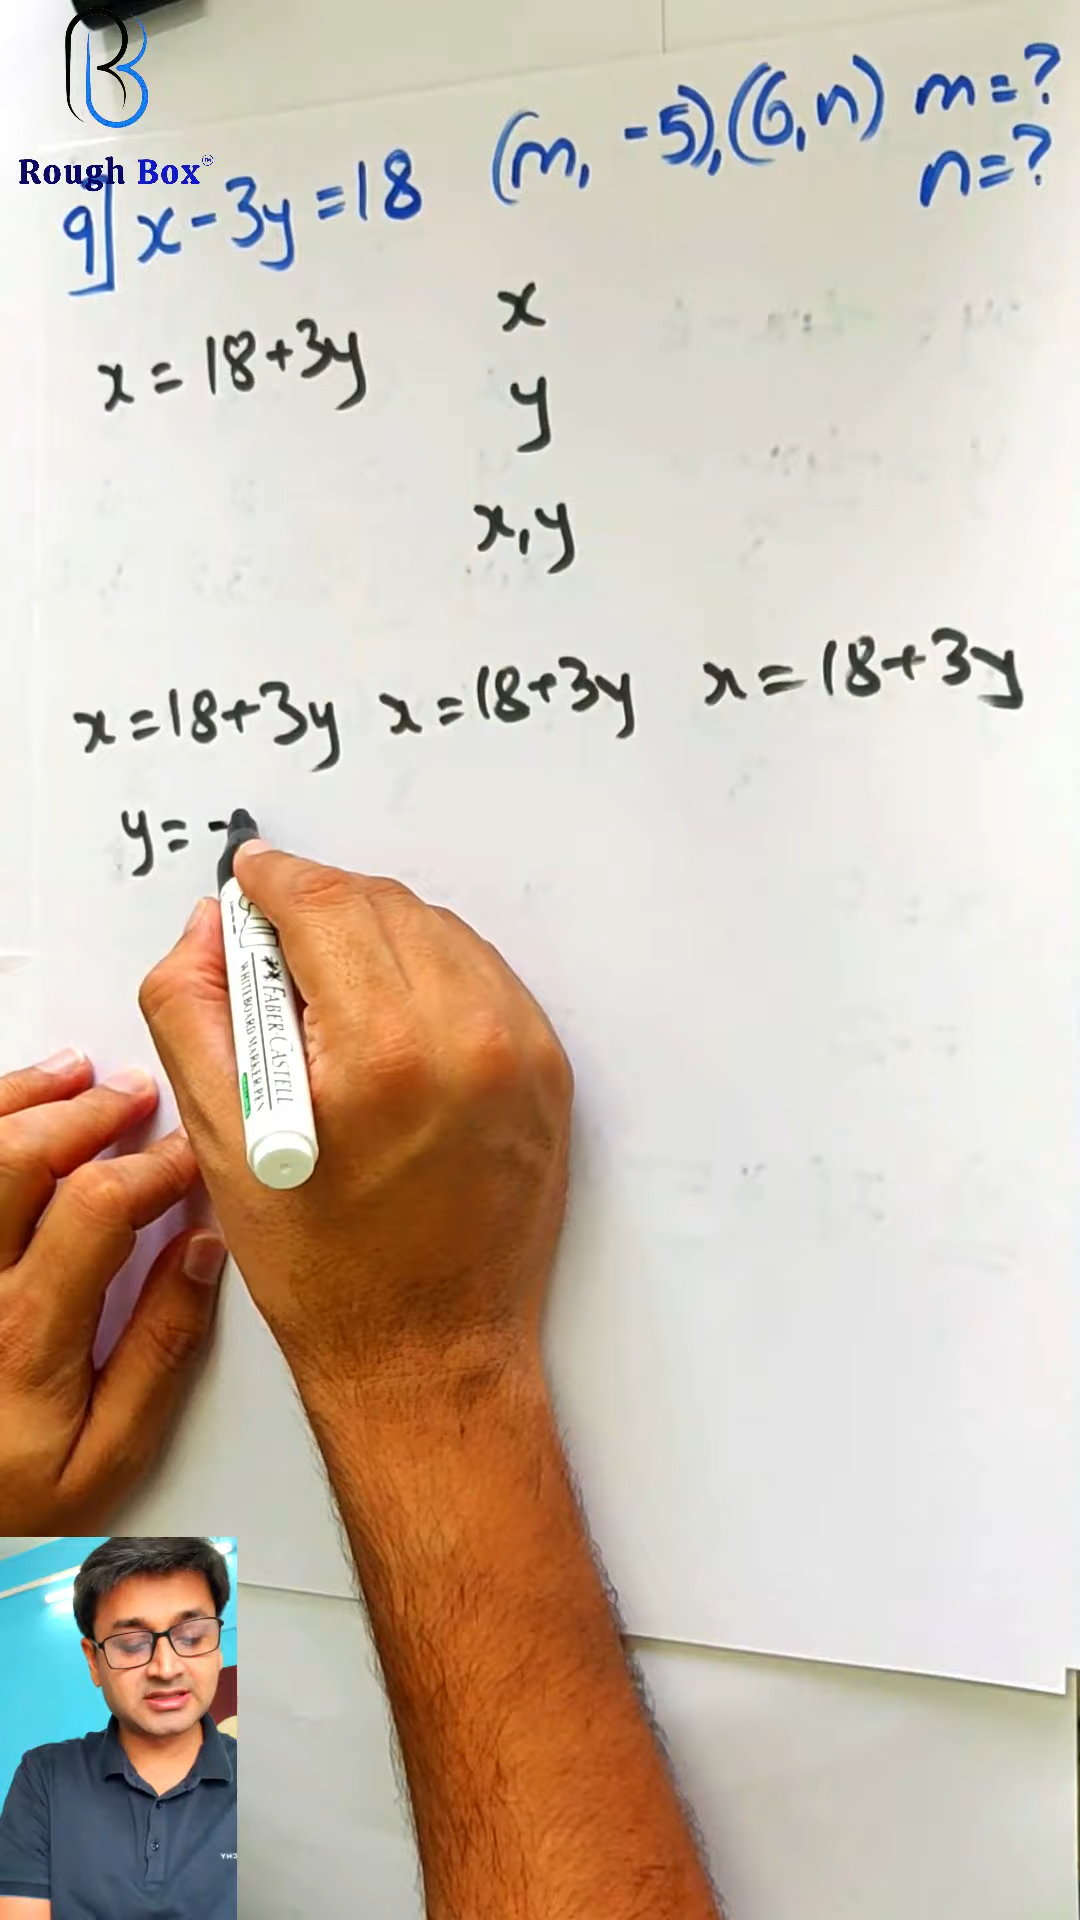 Rough Box™
9] x - 3y = 18 (m, -5), (6, n) m = ?
n = ?
x = 18 + 3y
x
y
x, y
x = 18 + 3y x = 18 + 3y x = 18 + 3y
y = -
FABER-CASTELL
WHITEBOARD MARKER PEN